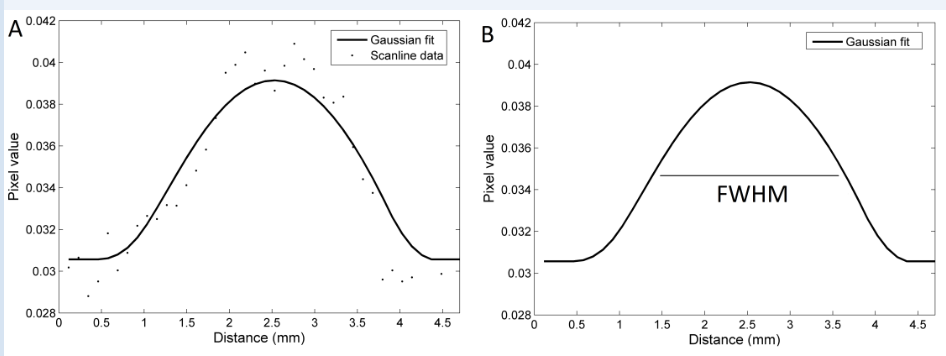 A
0.042
0.04
0.038
0.036
0.034
0.032
0.03
0.028
Pixel value
0 0.5 1 1.5 2 2.5 3 3.5 4 4.5
Distance (mm)
Gaussian fit
Scanline data
B
0.042
0.04
0.038
0.036
0.034
0.032
0.03
0.028
Pixel value
0 0.5 1 1.5 2 2.5 3 3.5 4 4.5
Distance (mm)
Gaussian fit
FWHM